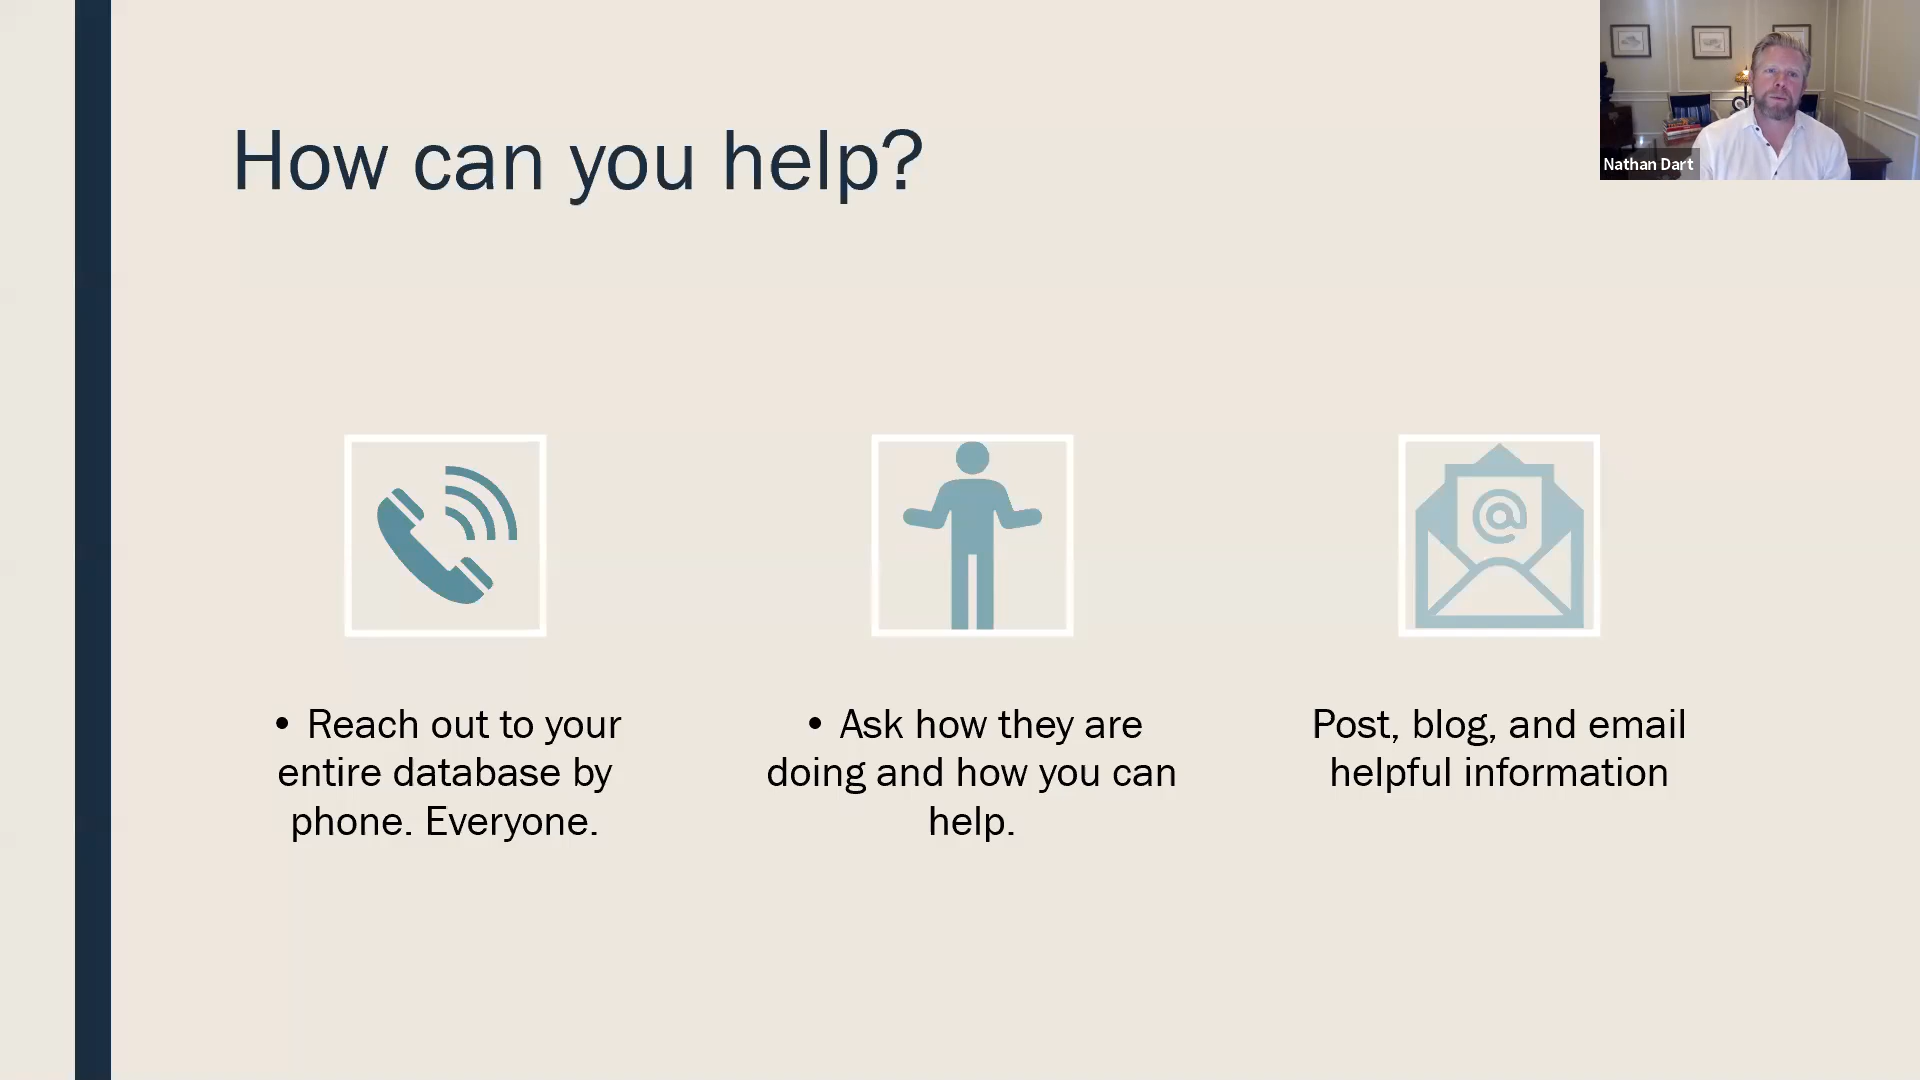 How can you help?
Nathan Dart
@
• Reach out to your
entire database by
phone. Everyone.
• Ask how they are
doing and how you can
help.
Post, blog, and email
helpful information